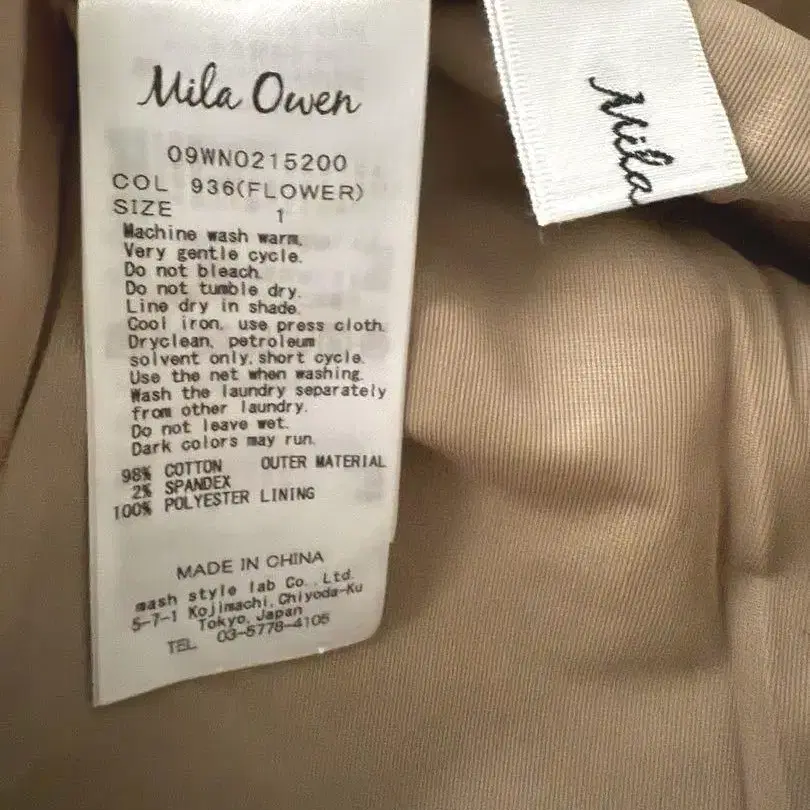 Mila Owen
09WN0215200
COL 936(FLOWER)
SIZE 1
Machine wash warm.
Very gentle cycle.
Do not bleach.
Do not tumble dry.
Line dry in shade.
Cool iron, use press cloth.
Dryclean, petroleum
solvent only, short cycle.
Use the net when washing.
Wash the laundry separately
from other laundry.
Do not leave wet.
Dark colors may run.
98% COTTON OUTER MATERIAL
2% SPANDEX
100% POLYESTER LINING
MADE IN CHINA
mash style lab Co., Ltd.
5-7-1 Kojimachi, Chiyoda-Ku
Tokyo, Japan
TEL 03-5778-4105
Mila